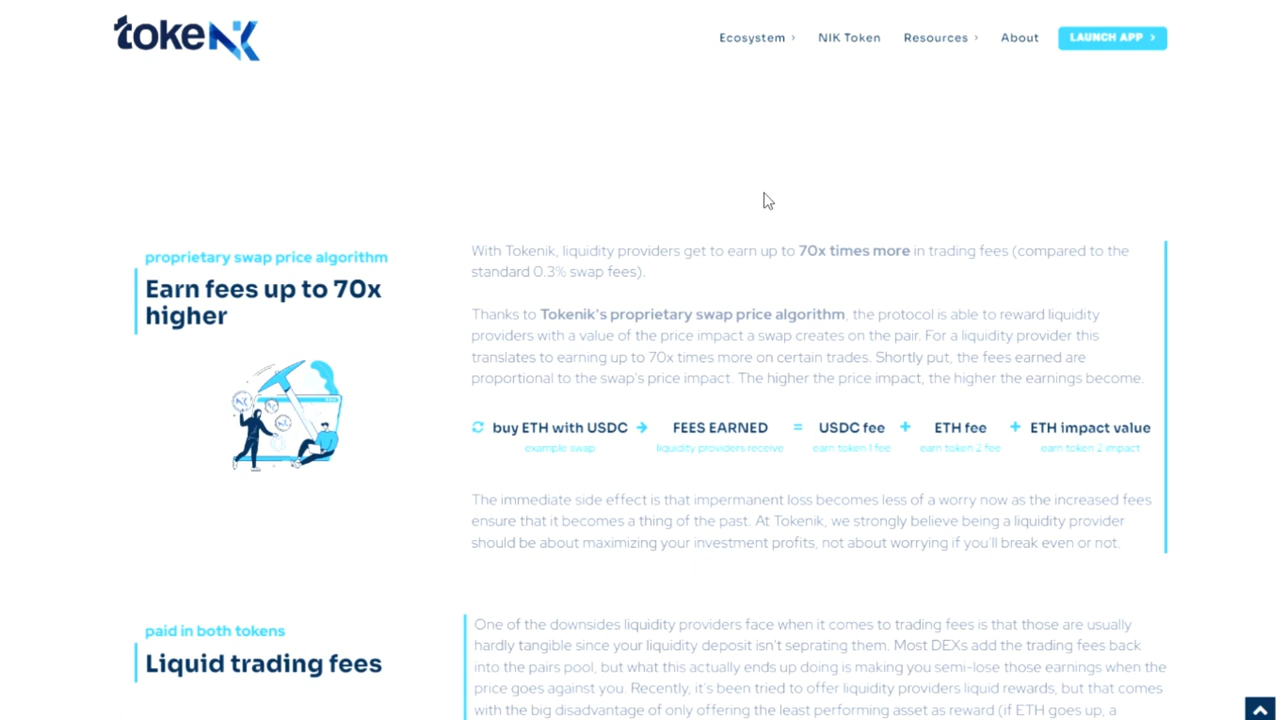 tokeNK
Ecosystem
NIK Token
Resources
About
LAUNCH APP
proprietary swap price algorithm
Earn fees up to 70x
higher
With Tokenik, liquidity providers get to earn up to 70x times more in trading fees (compared to the
standard 0.3% swap fees).
Thanks to Tokenik's proprietary swap price algorithm, the protocol is able to reward liquidity
providers with a value of the price impact a swap creates on the pair. For a liquidity provider this
translates to earning up to 70x times more on certain trades. Shortly put, the fees earned are
proportional to the swap's price impact. The higher the price impact, the higher the earnings become.
buy ETH with USDC → FEES EARNED = USDC fee + ETH fee + ETH impact value
example swap liquidity providers receive earn token 1 fee earn token 2 fee earn token 2 impact
The immediate side effect is that impermanent loss becomes less of a worry now as the increased fees
ensure that it becomes a thing of the past. At Tokenik, we strongly believe being a liquidity provider
should be about maximizing your investment profits, not about worrying if you'll break even or not.
paid in both tokens
Liquid trading fees
One of the downsides liquidity providers face when it comes to trading fees is that those are usually
hardly tangible since your liquidity deposit isn't seprating them. Most DEXs add the trading fees back
into the pairs pool, but what this actually ends up doing is making you semi-lose those earnings when the
price goes against you. Recently, it's been tried to offer liquidity providers liquid rewards, but that comes
with the big disadvantage of only offering the least performing asset as reward (if ETH goes up, a